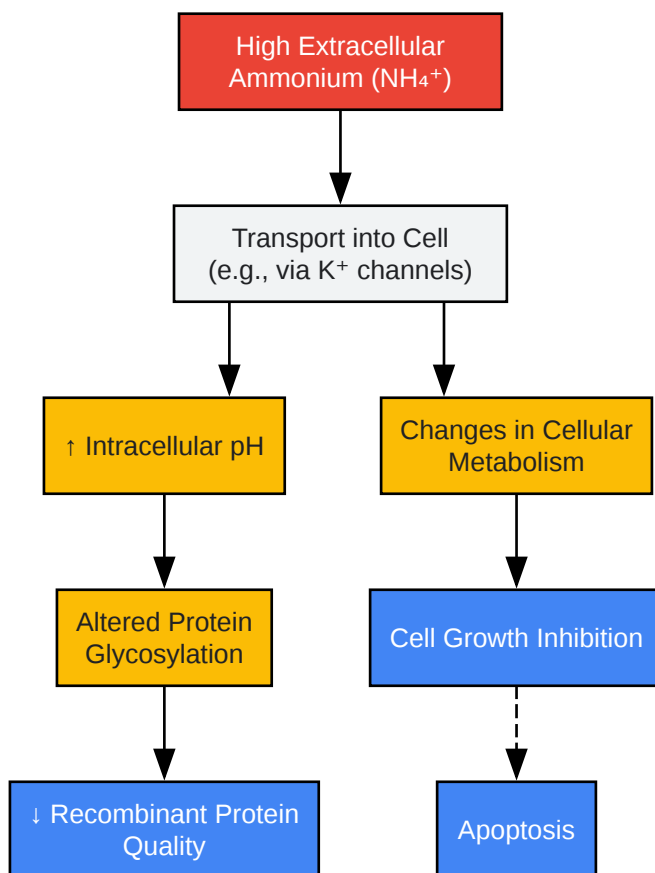 High Extracellular
Ammonium (NH₄⁺)
Transport into Cell
(e.g., via K⁺ channels)
↑ Intracellular pH
Changes in Cellular
Metabolism
Altered Protein
Glycosylation
Cell Growth Inhibition
↓ Recombinant Protein
Quality
Apoptosis